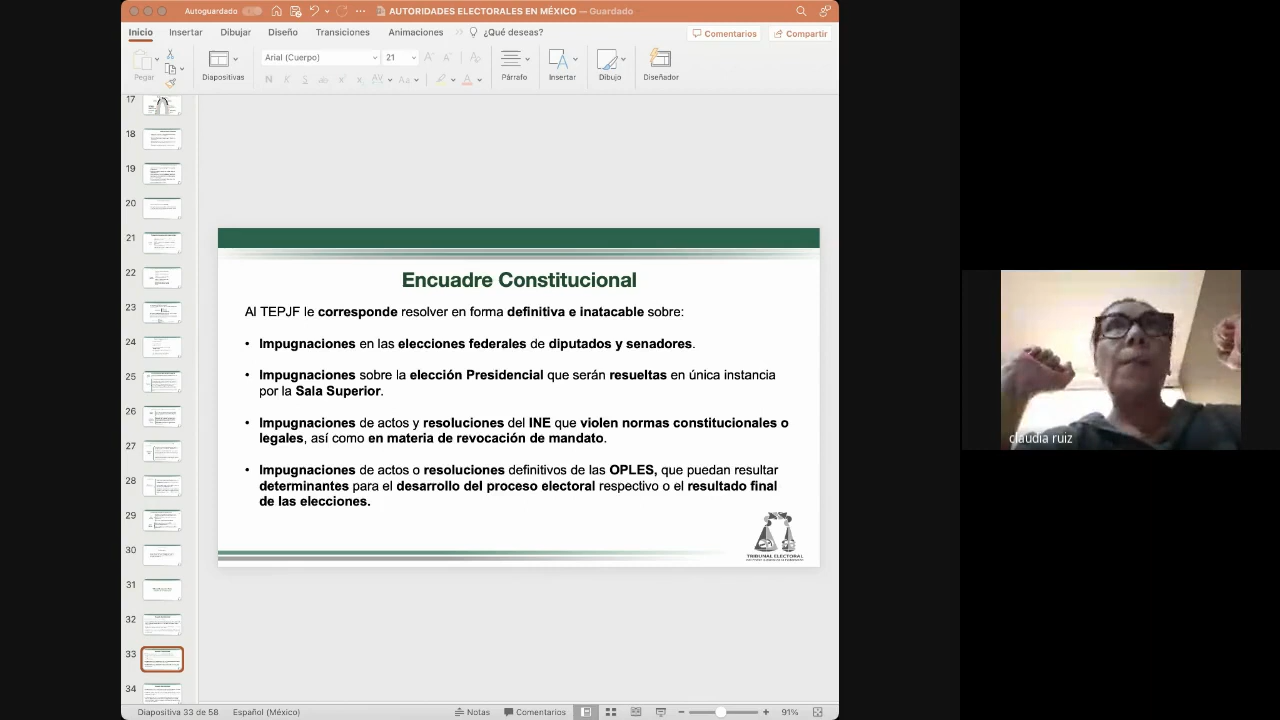 Autoguardado
AUTORIDADES ELECTORALES EN MÉXICO — Guardado
Inicio
Insertar
Dibujar
Diseño
Transiciones
Animaciones
¿Qué deseas?
Comentarios
Compartir
Pegar
Diapositivas
Arial (Cuerpo)
21
Párrafo
Insertar
Dibujo
Diseñador
17
18
19
20
21
22
23
24
25
26
27
28
29
30
31
32
33
34
Encuadre Constitucional
Al TEPJF le corresponde resolver en forma definitiva e inatacable sobre:
• Impugnaciones en las elecciones federales de diputados y senadores.
• Impugnaciones sobre la elección Presidencial que serán resueltas en única instancia
por la Sala Superior.
• Impugnaciones de actos y resoluciones del INE que violen normas constitucionales o
legales, así como en materia de revocación de mandato.
• Impugnaciones de actos o resoluciones definitivos de las OPLES, que puedan resultar
determinantes para el desarrollo del proceso electoral respectivo o el resultado final
de las elecciones.
TRIBUNAL ELECTORAL
claudia ruiz
Diapositiva 33 de 58
Español (México)
Notas
Comentarios
91%